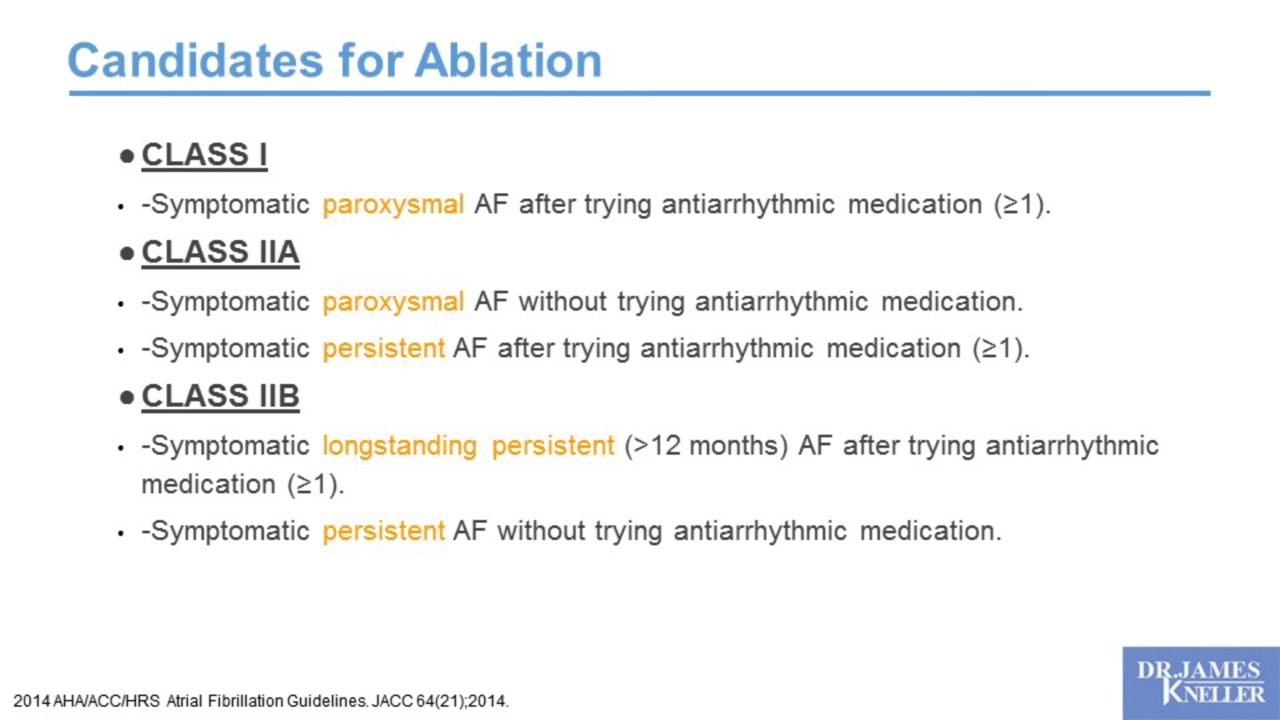 Candidates for Ablation
● CLASS I
• -Symptomatic paroxysmal AF after trying antiarrhythmic medication (≥1).
● CLASS IIA
• -Symptomatic paroxysmal AF without trying antiarrhythmic medication.
• -Symptomatic persistent AF after trying antiarrhythmic medication (≥1).
● CLASS IIB
• -Symptomatic longstanding persistent (>12 months) AF after trying antiarrhythmic
medication (≥1).
• -Symptomatic persistent AF without trying antiarrhythmic medication.
2014 AHA/ACC/HRS Atrial Fibrillation Guidelines. JACC 64(21);2014.
DR.JAMES
KNELLER